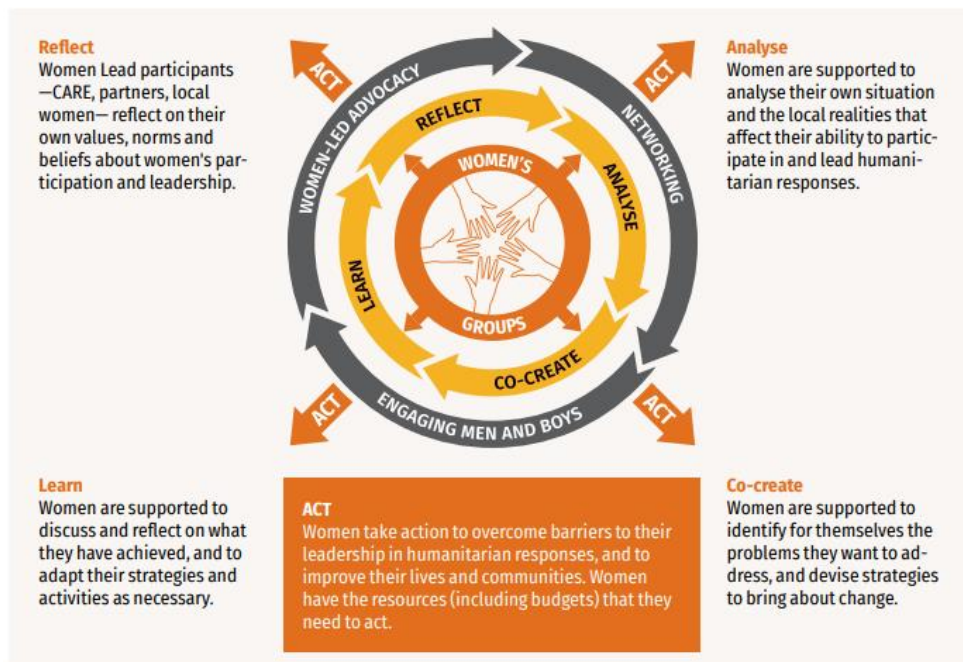 Reflect
Women Lead participants
—CARE, partners, local
women— reflect on their
own values, norms and
beliefs about women's par-
ticipation and leadership.
ACT
ACT
WOMEN-LED ADVOCACY
NETWORKING
REFLECT
ANALYSE
WOMEN'S
GROUPS
LEARN
CO-CREATE
ENGAGING MEN AND BOYS
ACT
ACT
Analyse
Women are supported to
analyse their own situation
and the local realities that
affect their ability to partic-
ipate in and lead humani-
tarian responses.
Learn
Women are supported to
discuss and reflect on what
they have achieved, and to
adapt their strategies and
activities as necessary.
ACT
Women take action to overcome barriers to their
leadership in humanitarian responses, and to
improve their lives and communities. Women
have the resources (including budgets) that they
need to act.
Co-create
Women are supported to
identify for themselves the
problems they want to ad-
dress, and devise strategies
to bring about change.